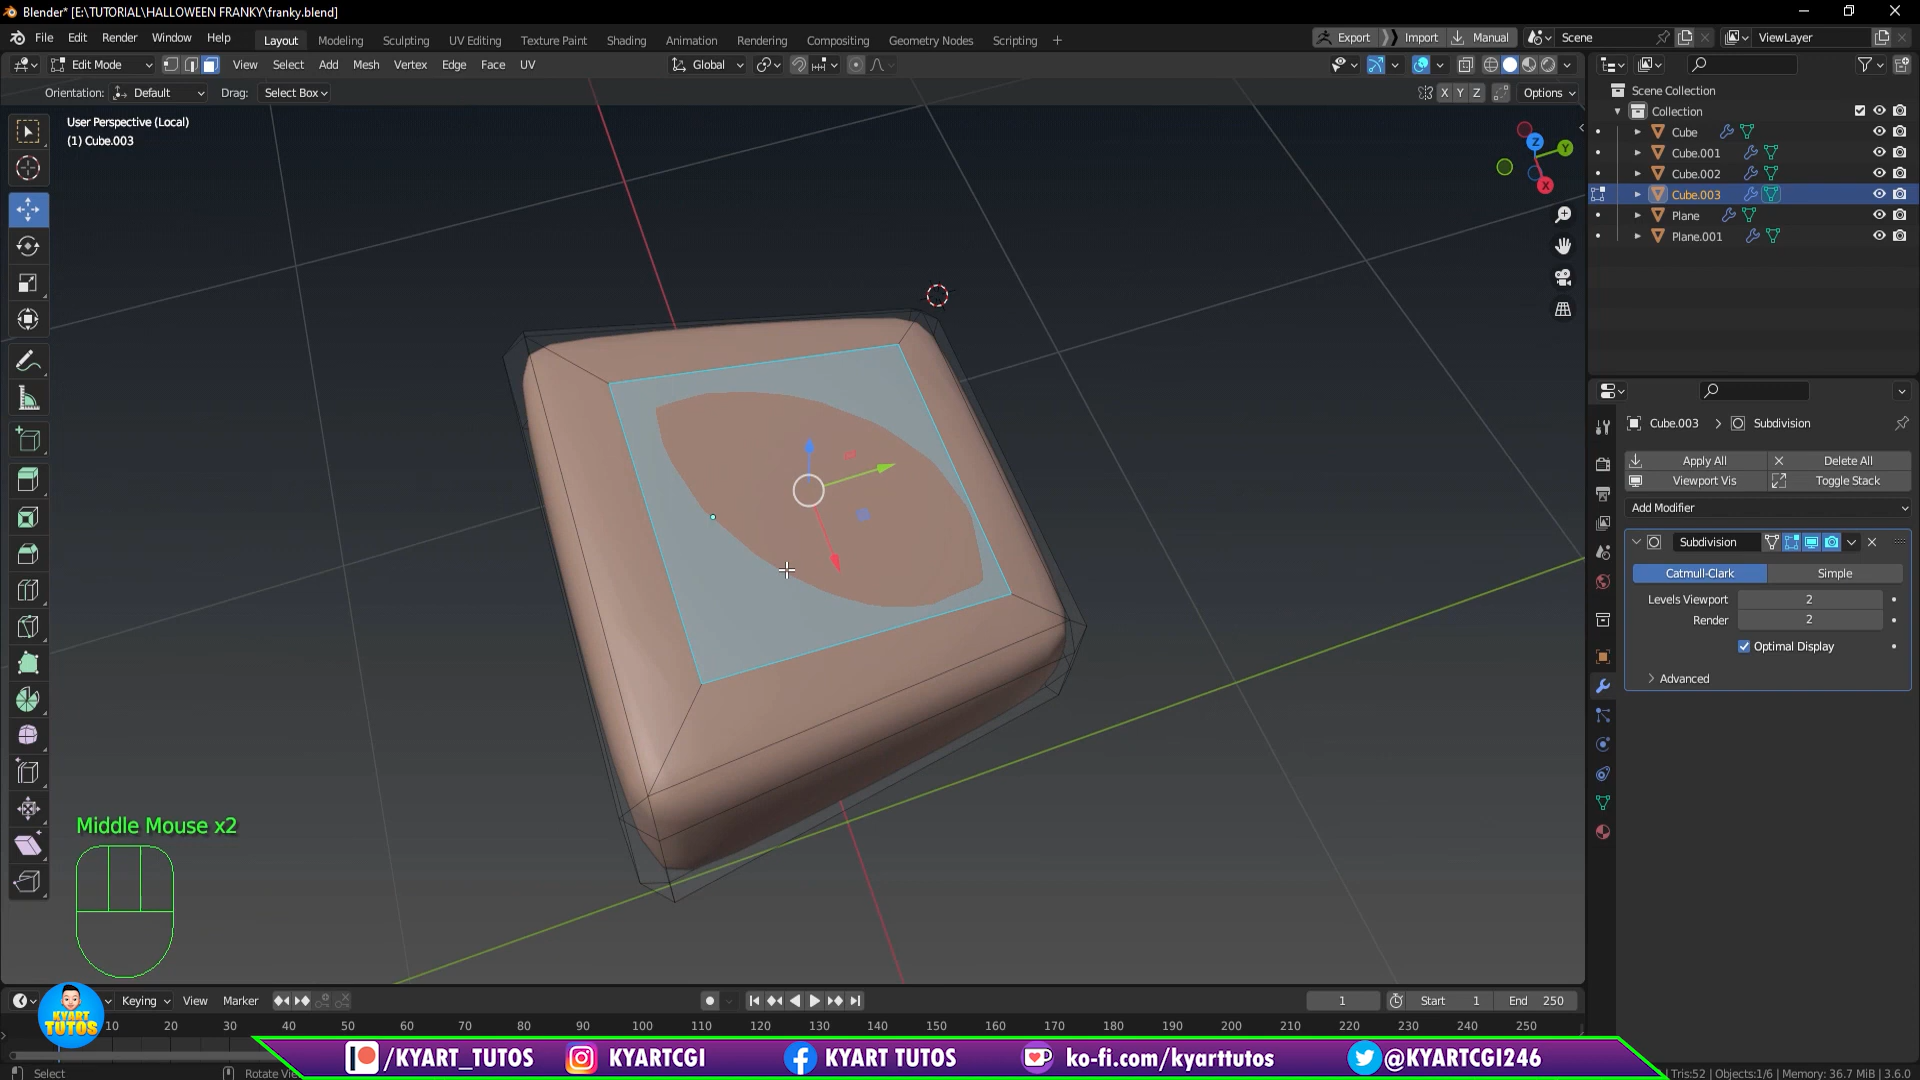 Blender* [E:\TUTORIAL\HALLOWEEN FRANKY\franky.blend]
File Edit Render Window Help Layout Modeling Sculpting UV Editing Texture Paint Shading Animation Rendering Compositing Geometry Nodes Scripting + Export Import Manual Scene ViewLayer
Edit Mode View Select Add Mesh Vertex Edge Face UV Global
Orientation: Default Drag: Select Box X Y Z Options
User Perspective (Local)
(1) Cube.003
Z Y X
Scene Collection
Collection
Cube
Cube.001
Cube.002
Cube.003
Plane
Plane.001
Cube.003 > Subdivision
Apply All Delete All
Viewport Vis Toggle Stack
Add Modifier
Subdivision
Catmull-Clark Simple
Levels Viewport 2
Render 2
Optimal Display
Advanced
Middle Mouse x2
Keying View Marker 1 Start 1 End 250
10 20 30 40 50 60 70 80 90 100 110 120 130 140 150 160 170 180 190 200 210 220 230 240 250
KYART TUTOS
/KYART_TUTOS KYARTCGI KYART TUTOS ko-fi.com/kyarttutos @KYARTCGI246
Select Rotate Tris:52 | Objects:1/6 | Memory: 36.7 MiB | 3.6.0